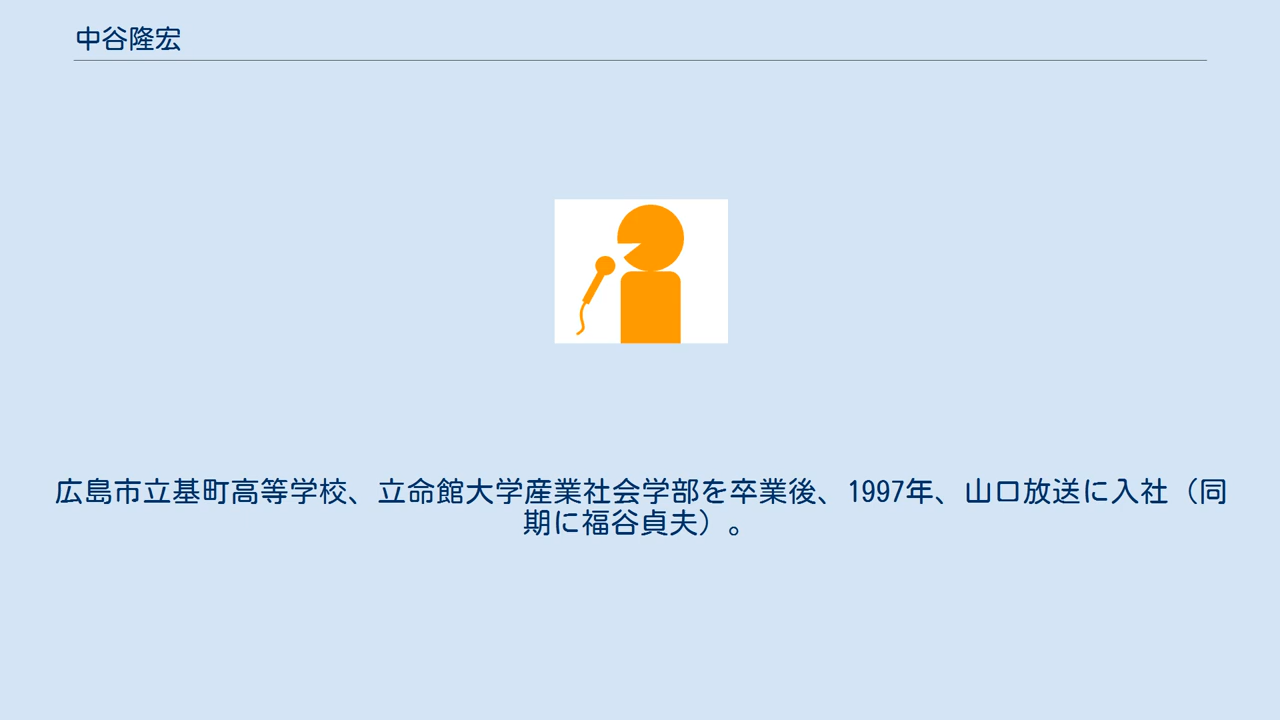 中谷隆宏
広島市立基町高等学校、立命館大学産業社会学部を卒業後、1997年、山口放送に入社（同
期に福谷貞夫）。